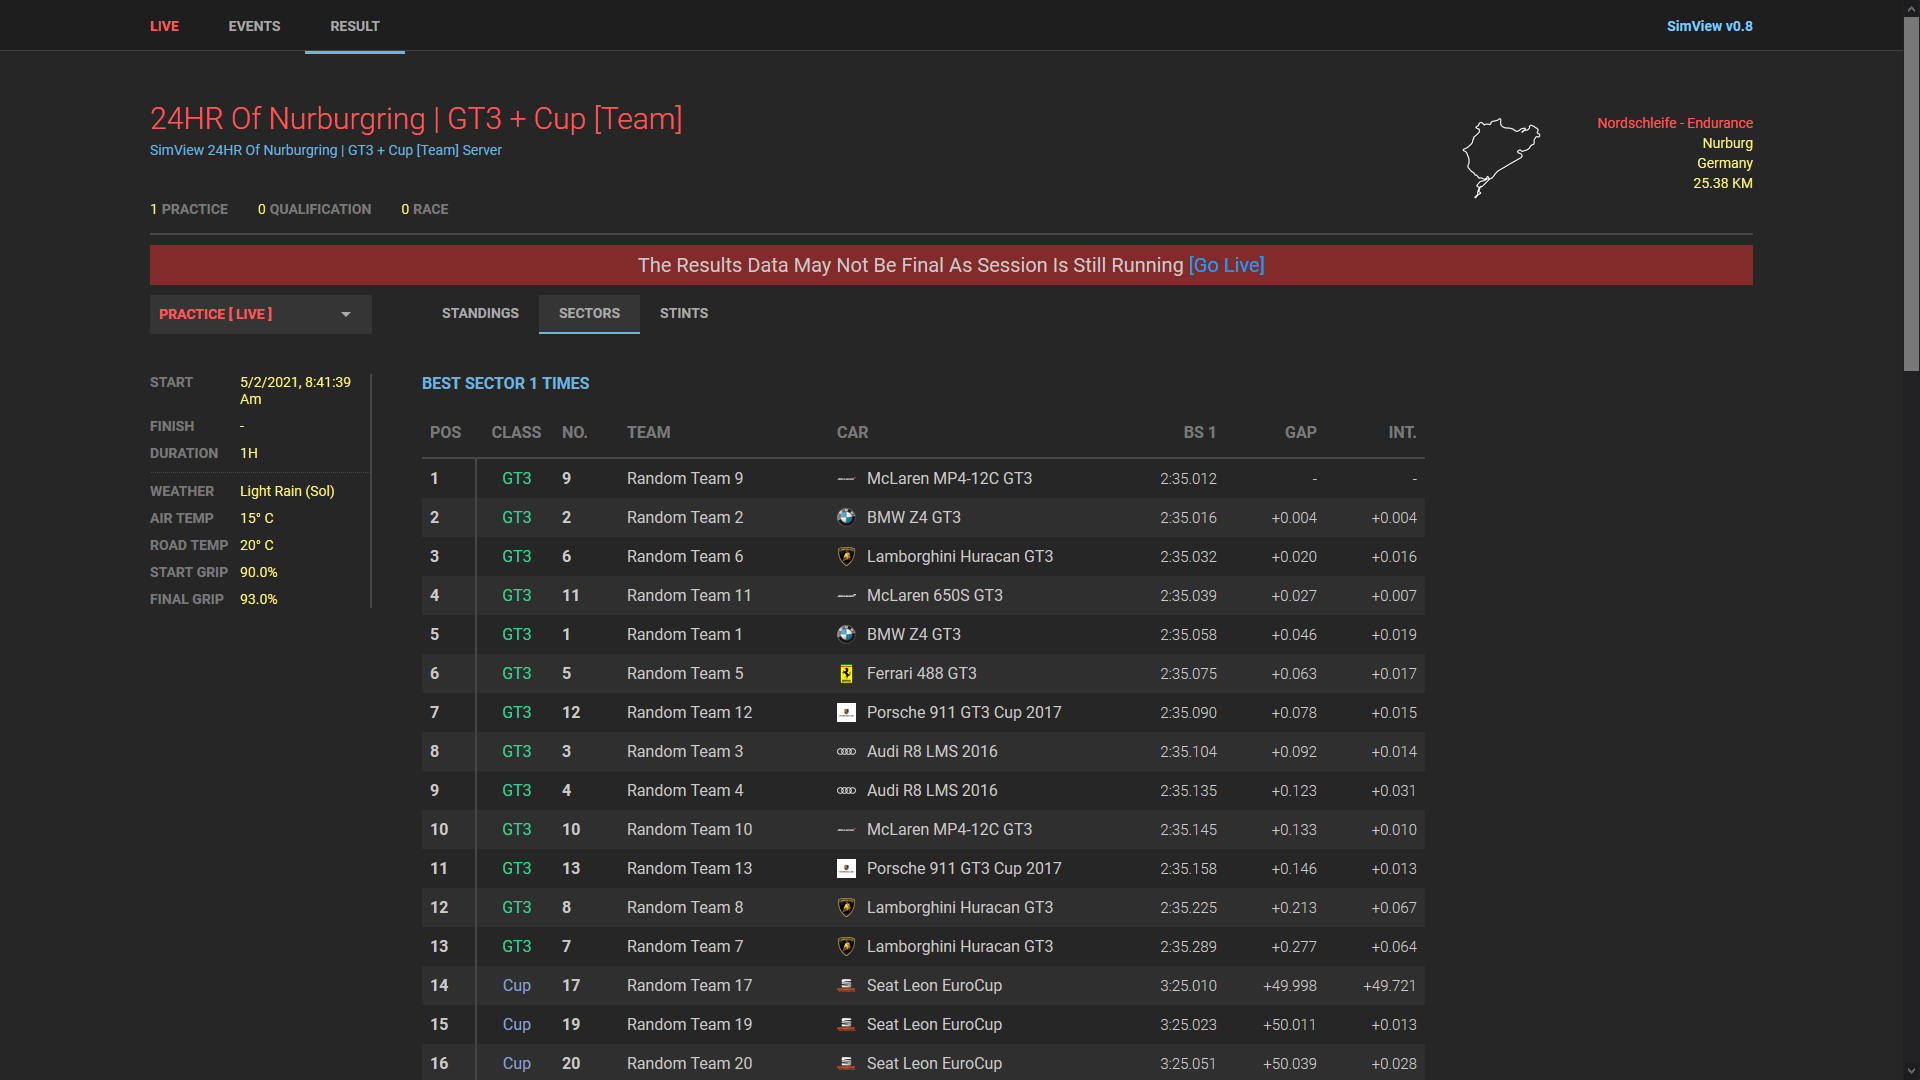 LIVE EVENTS RESULT SimView v0.8
24HR Of Nurburgring | GT3 + Cup [Team]
SimView 24HR Of Nurburgring | GT3 + Cup [Team] Server
Nordschleife - Endurance
Nurburg
Germany
25.38 KM
1 PRACTICE 0 QUALIFICATION 0 RACE
The Results Data May Not Be Final As Session Is Still Running [Go Live]
PRACTICE [ LIVE ]
STANDINGS SECTORS STINTS
START 5/2/2021, 8:41:39
Am
FINISH -
DURATION 1H
WEATHER Light Rain (Sol)
AIR TEMP 15° C
ROAD TEMP 20° C
START GRIP 90.0%
FINAL GRIP 93.0%
BEST SECTOR 1 TIMES
POS CLASS NO. TEAM CAR BS 1 GAP INT.
1 GT3 9 Random Team 9 McLaren MP4-12C GT3 2:35.012 - -
2 GT3 2 Random Team 2 BMW Z4 GT3 2:35.016 +0.004 +0.004
3 GT3 6 Random Team 6 Lamborghini Huracan GT3 2:35.032 +0.020 +0.016
4 GT3 11 Random Team 11 McLaren 650S GT3 2:35.039 +0.027 +0.007
5 GT3 1 Random Team 1 BMW Z4 GT3 2:35.058 +0.046 +0.019
6 GT3 5 Random Team 5 Ferrari 488 GT3 2:35.075 +0.063 +0.017
7 GT3 12 Random Team 12 Porsche 911 GT3 Cup 2017 2:35.090 +0.078 +0.015
8 GT3 3 Random Team 3 Audi R8 LMS 2016 2:35.104 +0.092 +0.014
9 GT3 4 Random Team 4 Audi R8 LMS 2016 2:35.135 +0.123 +0.031
10 GT3 10 Random Team 10 McLaren MP4-12C GT3 2:35.145 +0.133 +0.010
11 GT3 13 Random Team 13 Porsche 911 GT3 Cup 2017 2:35.158 +0.146 +0.013
12 GT3 8 Random Team 8 Lamborghini Huracan GT3 2:35.225 +0.213 +0.067
13 GT3 7 Random Team 7 Lamborghini Huracan GT3 2:35.289 +0.277 +0.064
14 Cup 17 Random Team 17 Seat Leon EuroCup 3:25.010 +49.998 +49.721
15 Cup 19 Random Team 19 Seat Leon EuroCup 3:25.023 +50.011 +0.013
16 Cup 20 Random Team 20 Seat Leon EuroCup 3:25.051 +50.039 +0.028